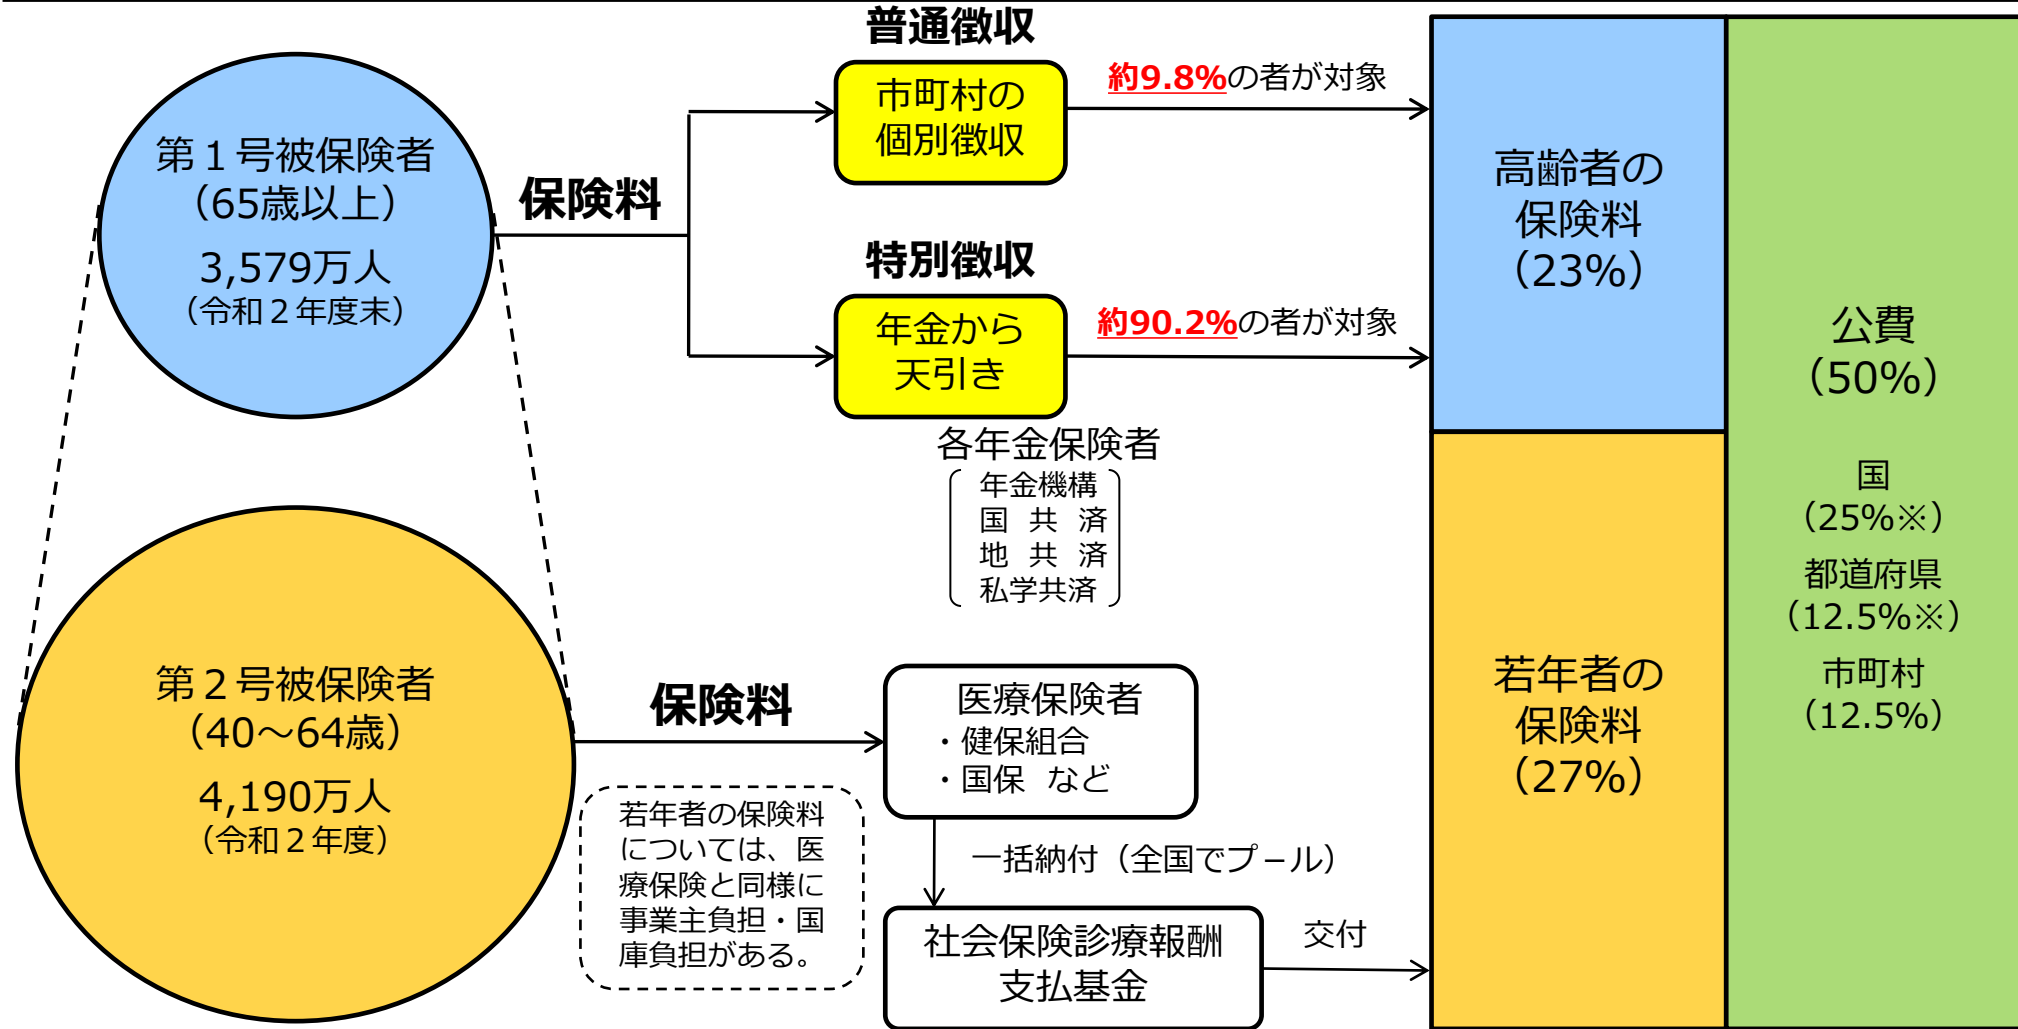 普通徴収
市町村の
個別徴収
約9.8%の者が対象
第１号被保険者
（65歳以上）
3,579万人
（令和２年度末）
保険料
特別徴収
年金から
天引き
約90.2%の者が対象
各年金保険者
年金機構
国 共 済
地 共 済
私学共済
高齢者の
保険料
（23%）
公費
（50%）
国
（25%※）
都道府県
（12.5%※）
市町村
（12.5%）
第２号被保険者
（40～64歳）
4,190万人
（令和２年度）
保険料
若年者の保険料
については、医
療保険と同様に
事業主負担・国
庫負担がある。
医療保険者
・健保組合
・国保 など
一括納付（全国でプール）
社会保険診療報酬
支払基金
交付
若年者の
保険料
（27%）